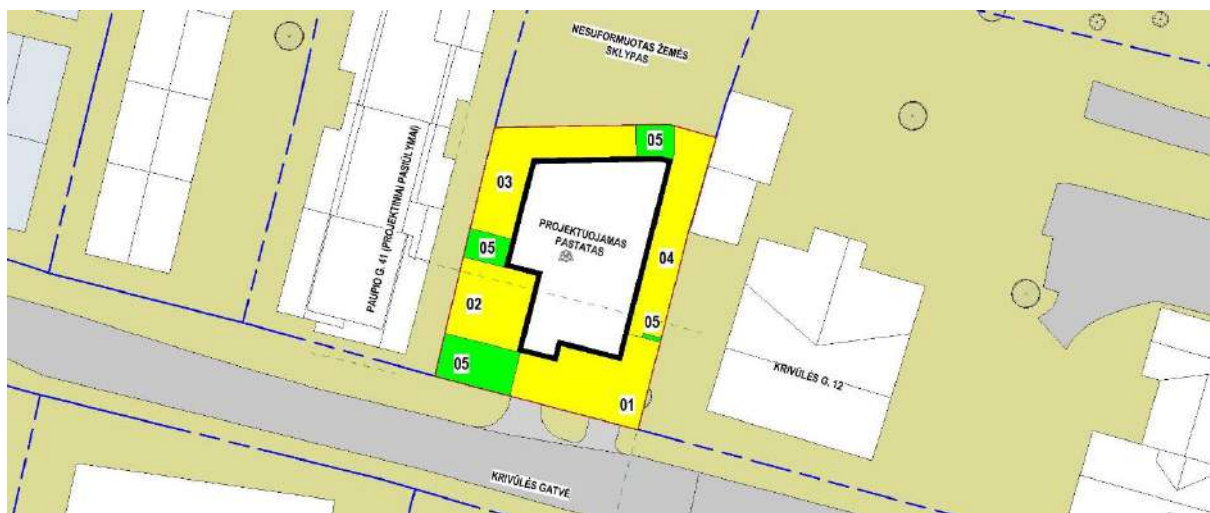 NESUFORMUOTAS ŽEMĖS
SKLYPAS
05
03
PAUPIO G. 41 (PROJEKTINIAI PASIŪLYMAI)
PROJEKTUOJAMAS
PASTATAS
05
04
02
05
05
KRIVŪLĖS G. 12
01
KRIVŪLĖS GATVĖ